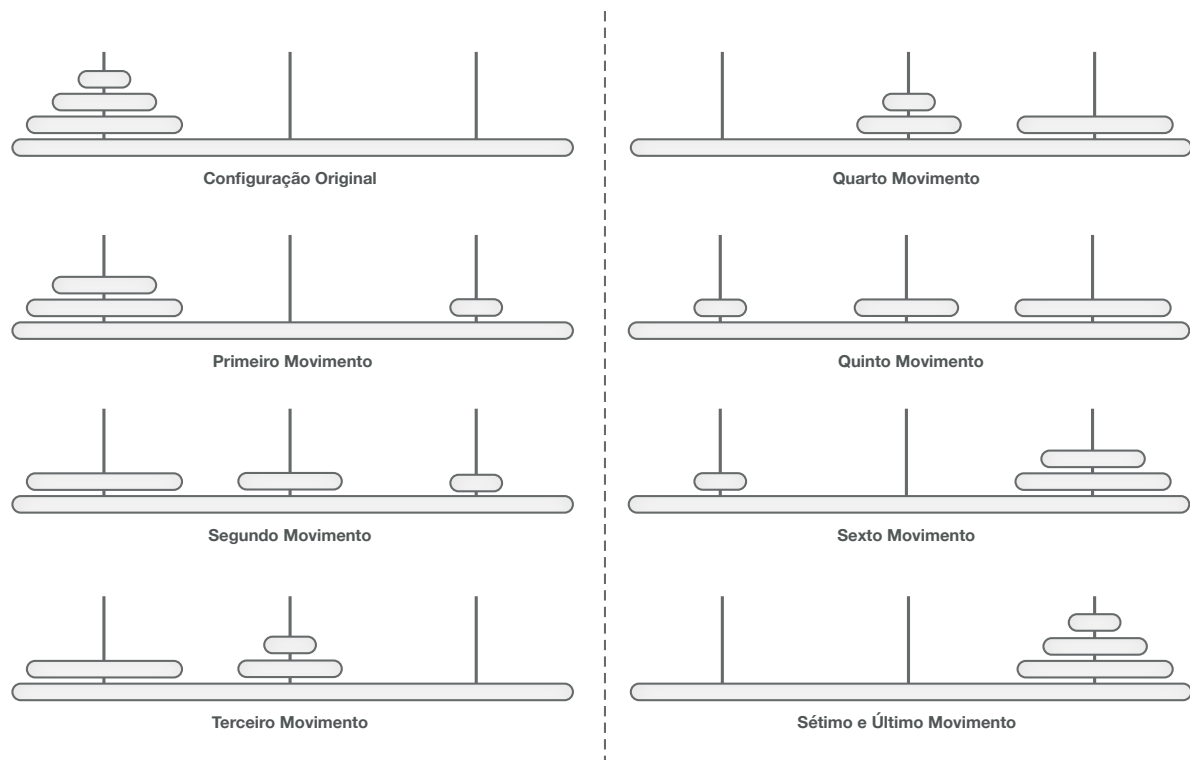 Configuração Original
Primeiro Movimento
Segundo Movimento
Terceiro Movimento
Quarto Movimento
Quinto Movimento
Sexto Movimento
Sétimo e Último Movimento